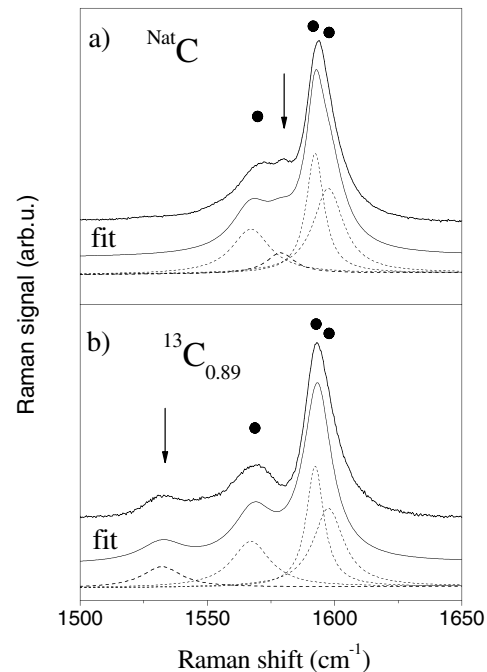 a)
NatC
fit
b)
13C0.89
fit
Raman signal (arb.u.)
1500 1550 1600 1650
Raman shift (cm-1)